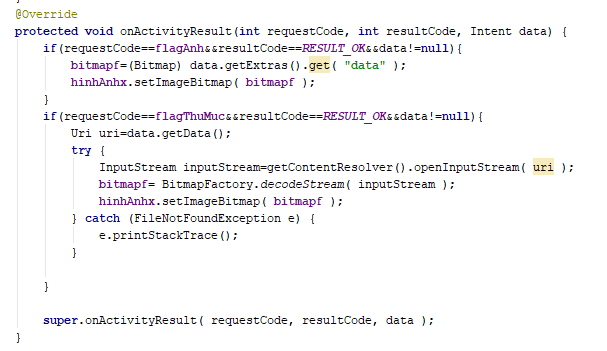 @Override
protected void onActivityResult(int requestCode, int resultCode, Intent data) {
if(requestCode==flagAnh&&resultCode==RESULT_OK&&data!=null){
bitmapf=(Bitmap) data.getExtras().get( "data" );
hinhAnhx.setImageBitmap( bitmapf );
}
if(requestCode==flagThuMuc&&resultCode==RESULT_OK&&data!=null){
Uri uri=data.getData();
try {
InputStream inputStream=getContentResolver().openInputStream( uri );
bitmapf= BitmapFactory.decodeStream( inputStream );
hinhAnhx.setImageBitmap( bitmapf );
} catch (FileNotFoundException e) {
e.printStackTrace();
}
}
super.onActivityResult( requestCode, resultCode, data );
}